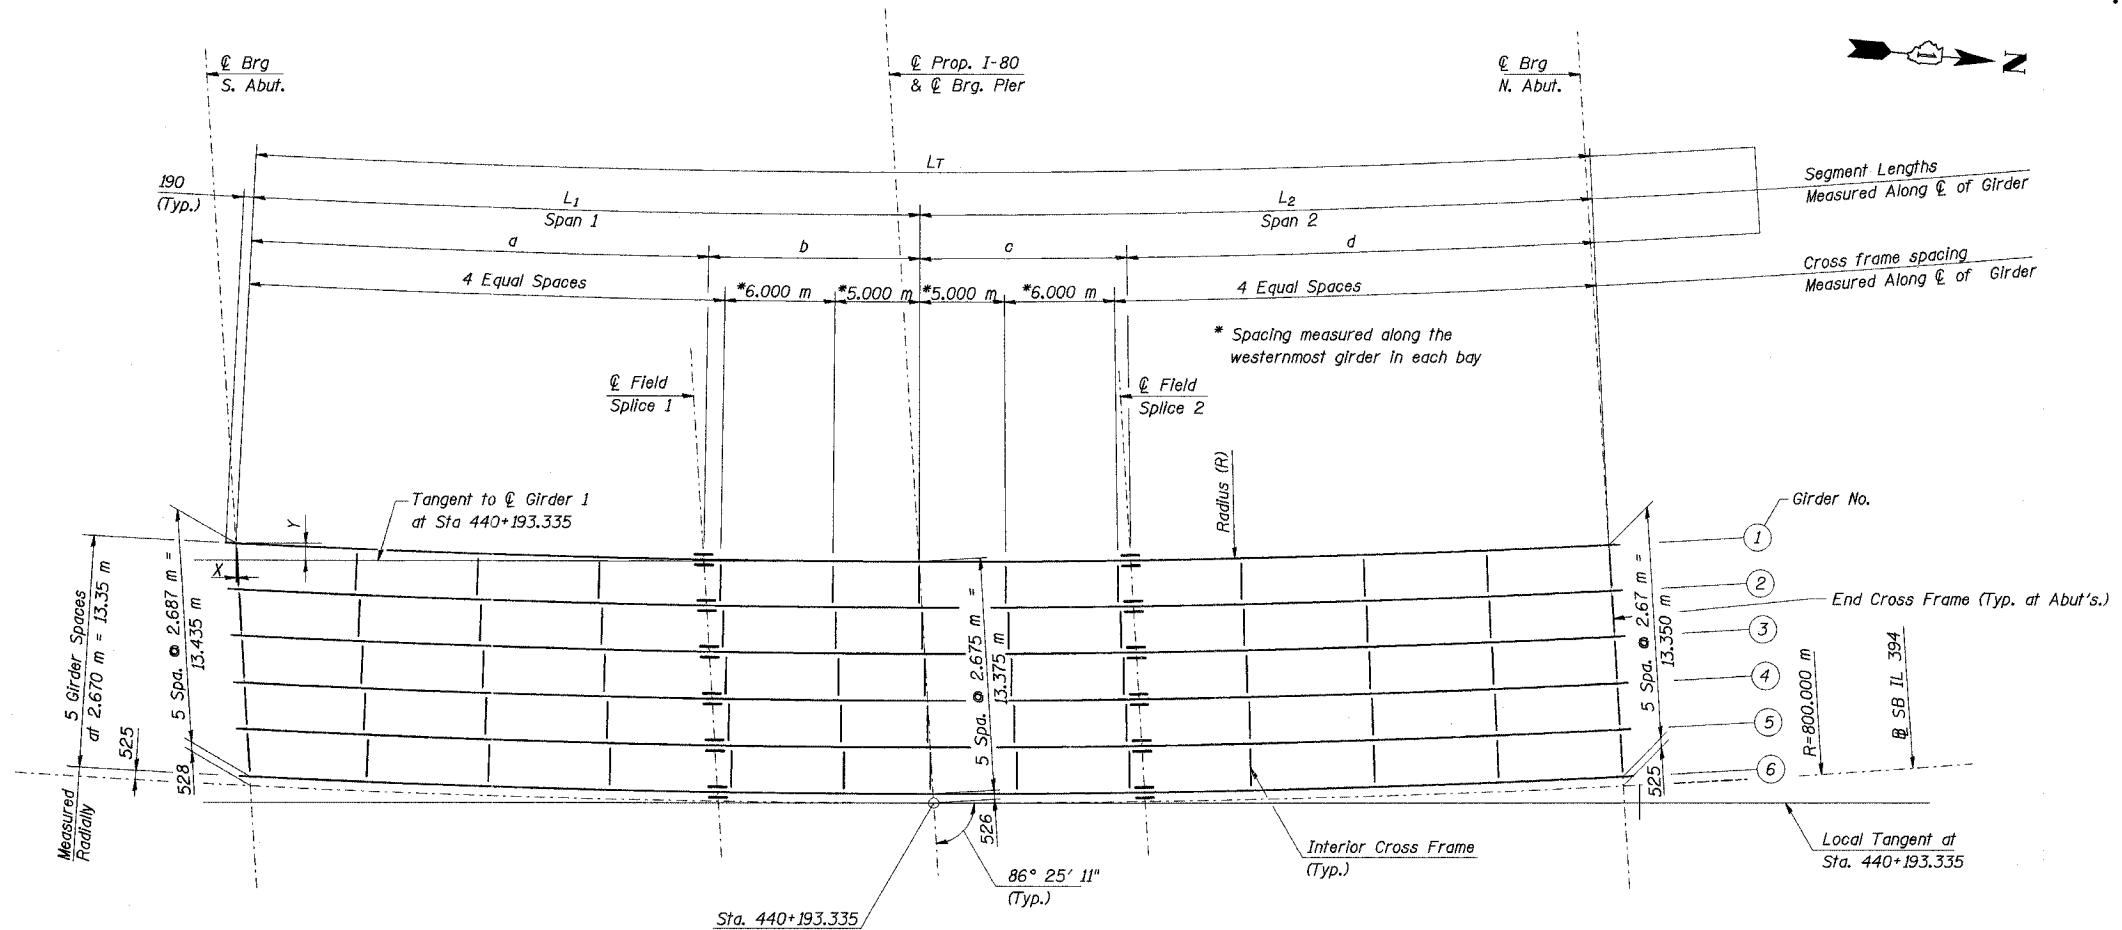 ℄ Brg
S. Abut.
℄ Prop. I-80
& ℄ Brg. Pier
℄ Brg
N. Abut.
N
LT
190
(Typ.)
L1
Span 1
L2
Span 2
Segment Lengths
Measured Along ℄ of Girder
a
b
c
d
4 Equal Spaces
*6.000 m
*5.000 m
*5.000 m
*6.000 m
4 Equal Spaces
Cross frame spacing
Measured Along ℄ of Girder
* Spacing measured along the
westernmost girder in each bay
℄ Field
Splice 1
℄ Field
Splice 2
Radius (R)
Tangent to ℄ Girder 1
at Sta 440+193.335
Y
X
Girder No.
1
2
3
4
5
6
End Cross Frame (Typ. at Abut's.)
5 Girder Spaces
at 2.670 m = 13.35 m
525
Measured
Radially
5 Spa. @ 2.687 m =
13.435 m
528
5 Spa. @ 2.675 m =
13.375 m
526
5 Spa. @ 2.67 m =
13.350 m
525
R=800.000 m
⅊ SB IL 394
86° 25' 11"
(Typ.)
Sta. 440+193.335
Interior Cross Frame
(Typ.)
Local Tangent at
Sta. 440+193.335